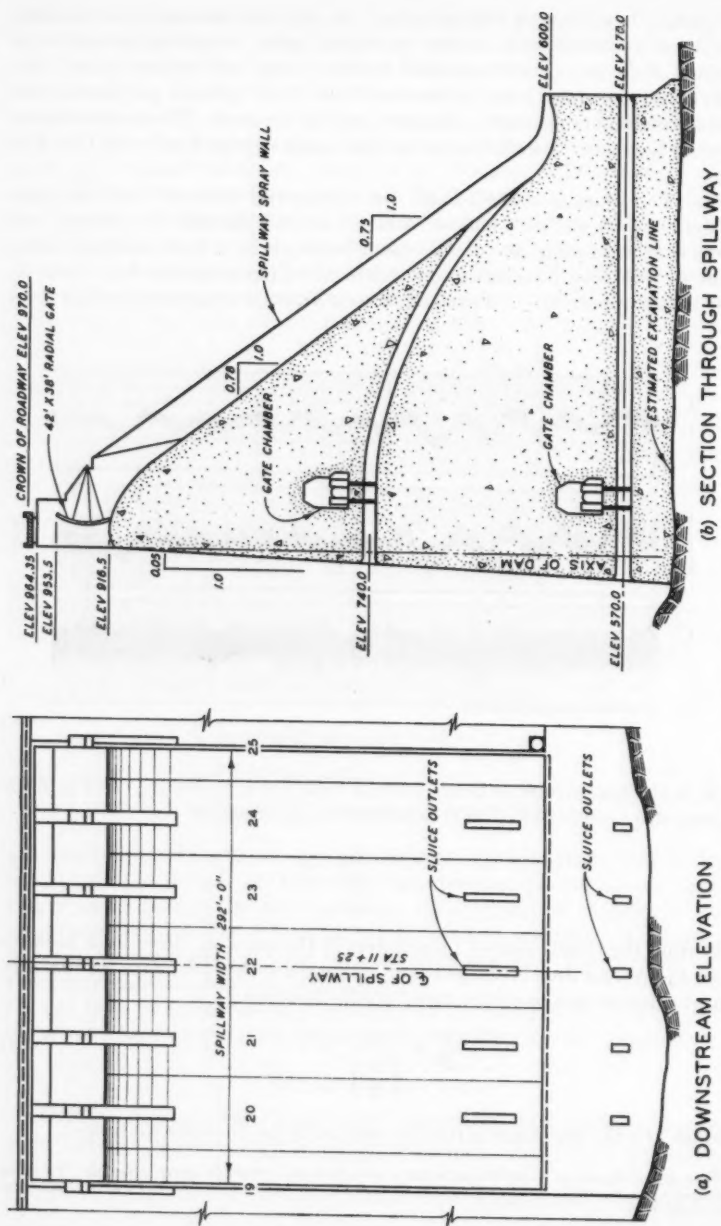 SPILLWAY WIDTH 292'-0"
19
20
21
22
23
24
25
℄ OF SPILLWAY
STA 11 + 25
SLUICE OUTLETS
SLUICE OUTLETS
(a) DOWNSTREAM ELEVATION
ELEV 964.35
ELEV 953.5
ELEV 916.5
CROWN OF ROADWAY ELEV 970.0
42' X 38' RADIAL GATE
0.05
1.0
0.78
1.0
SPILLWAY SPRAY WALL
0.75
1.0
GATE CHAMBER
ELEV 740.0
GATE CHAMBER
AXIS OF DAM
ELEV 570.0
ELEV 600.0
ELEV 570.0
ESTIMATED EXCAVATION LINE
(b) SECTION THROUGH SPILLWAY